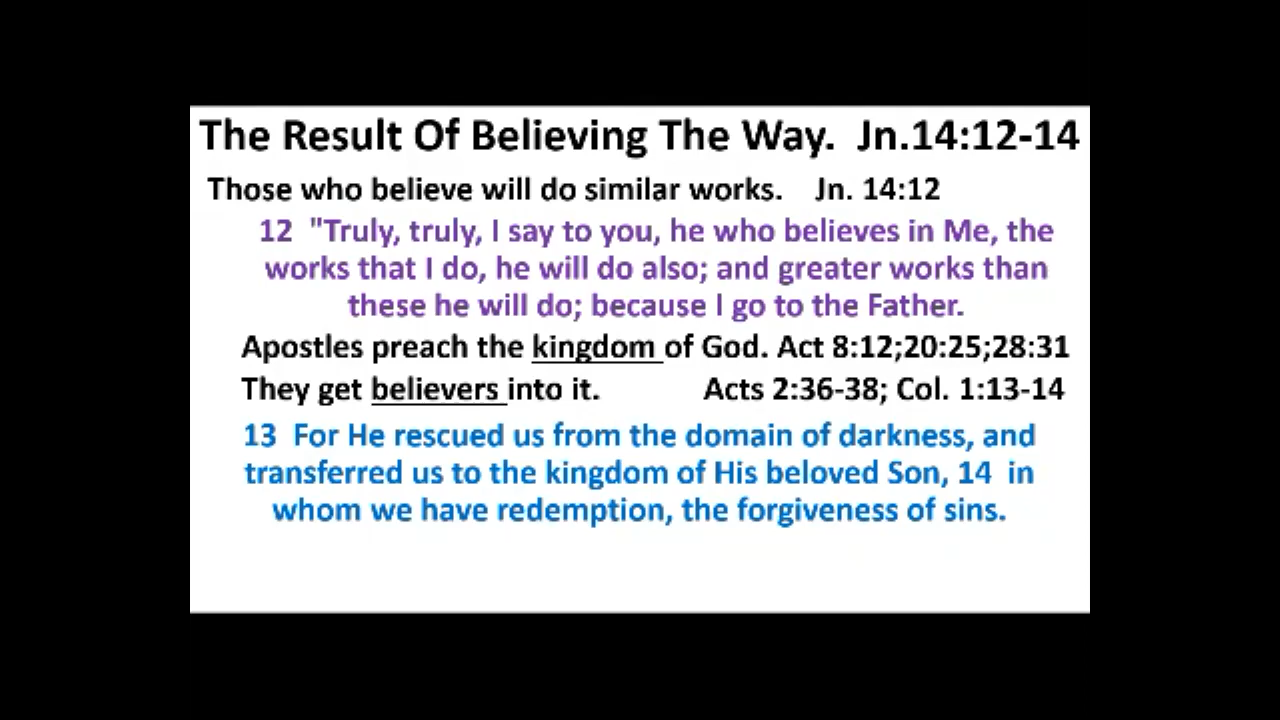 The Result Of Believing The Way. Jn.14:12-14
Those who believe will do similar works. Jn. 14:12
12 "Truly, truly, I say to you, he who believes in Me, the
works that I do, he will do also; and greater works than
these he will do; because I go to the Father.
Apostles preach the kingdom of God. Act 8:12;20:25;28:31
They get believers into it. Acts 2:36-38; Col. 1:13-14
13 For He rescued us from the domain of darkness, and
transferred us to the kingdom of His beloved Son, 14 in
whom we have redemption, the forgiveness of sins.